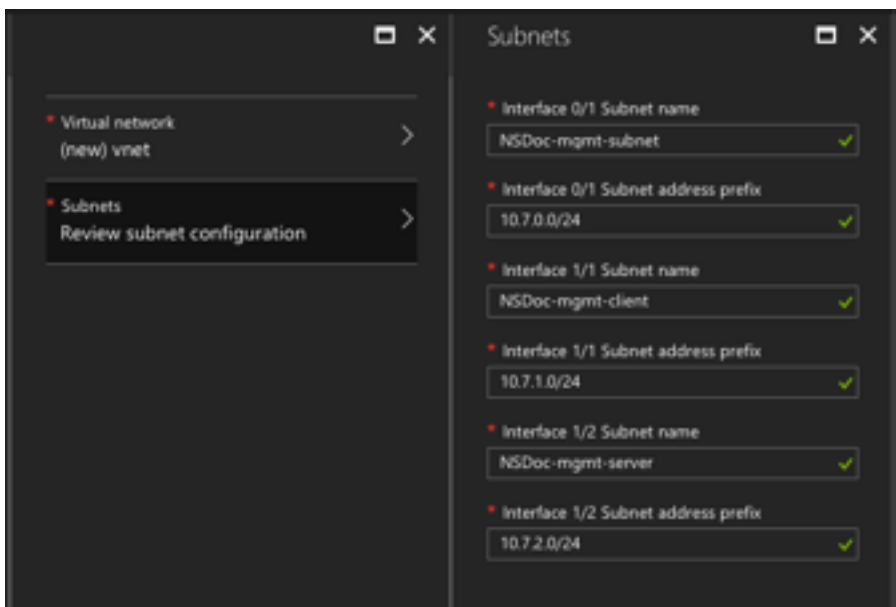 * Virtual network
(new) vnet
* Subnets
Review subnet configuration
Subnets
* Interface 0/1 Subnet name
NSDoc-mgmt-subnet
* Interface 0/1 Subnet address prefix
10.7.0.0/24
* Interface 1/1 Subnet name
NSDoc-mgmt-client
* Interface 1/1 Subnet address prefix
10.7.1.0/24
* Interface 1/2 Subnet name
NSDoc-mgmt-server
* Interface 1/2 Subnet address prefix
10.7.2.0/24